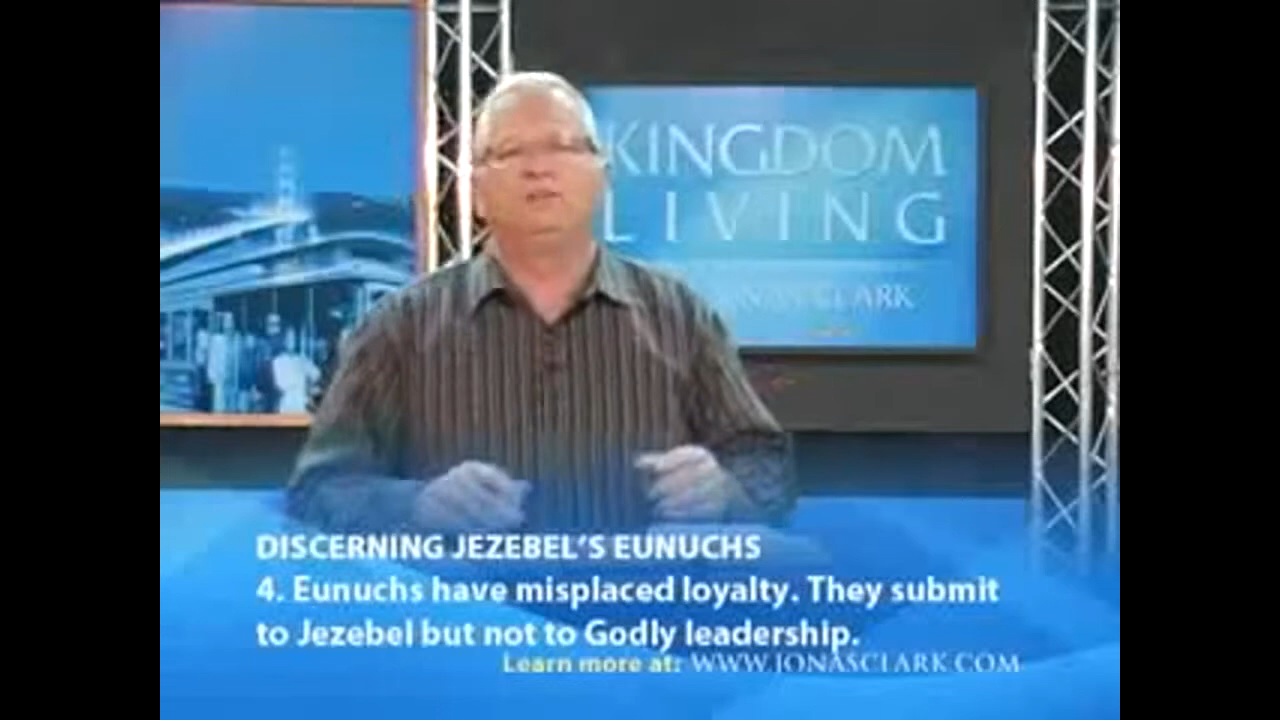 KINGDOM
LIVING
CLARK
DISCERNING JEZEBEL'S EUNUCHS
4. Eunuchs have misplaced loyalty. They submit
to Jezebel but not to Godly leadership.
Learn more at: WWW.JONASCLARK.COM